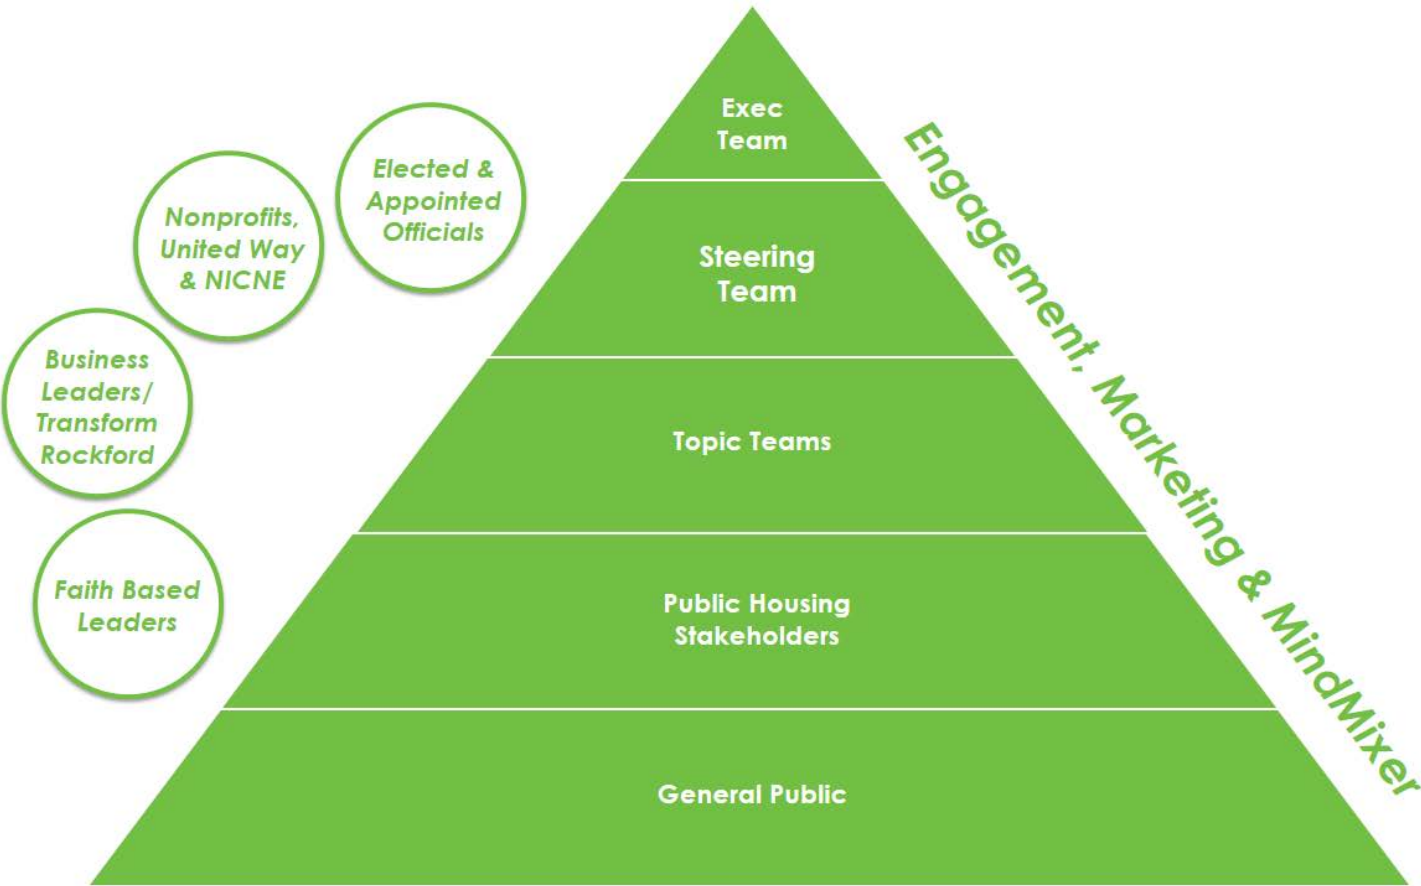 Exec
Team
Steering
Team
Topic Teams
Public Housing
Stakeholders
General Public
Elected &
Appointed
Officials
Nonprofits,
United Way
& NICNE
Business
Leaders/
Transform
Rockford
Faith Based
Leaders
Engagement, Marketing & MindMixer